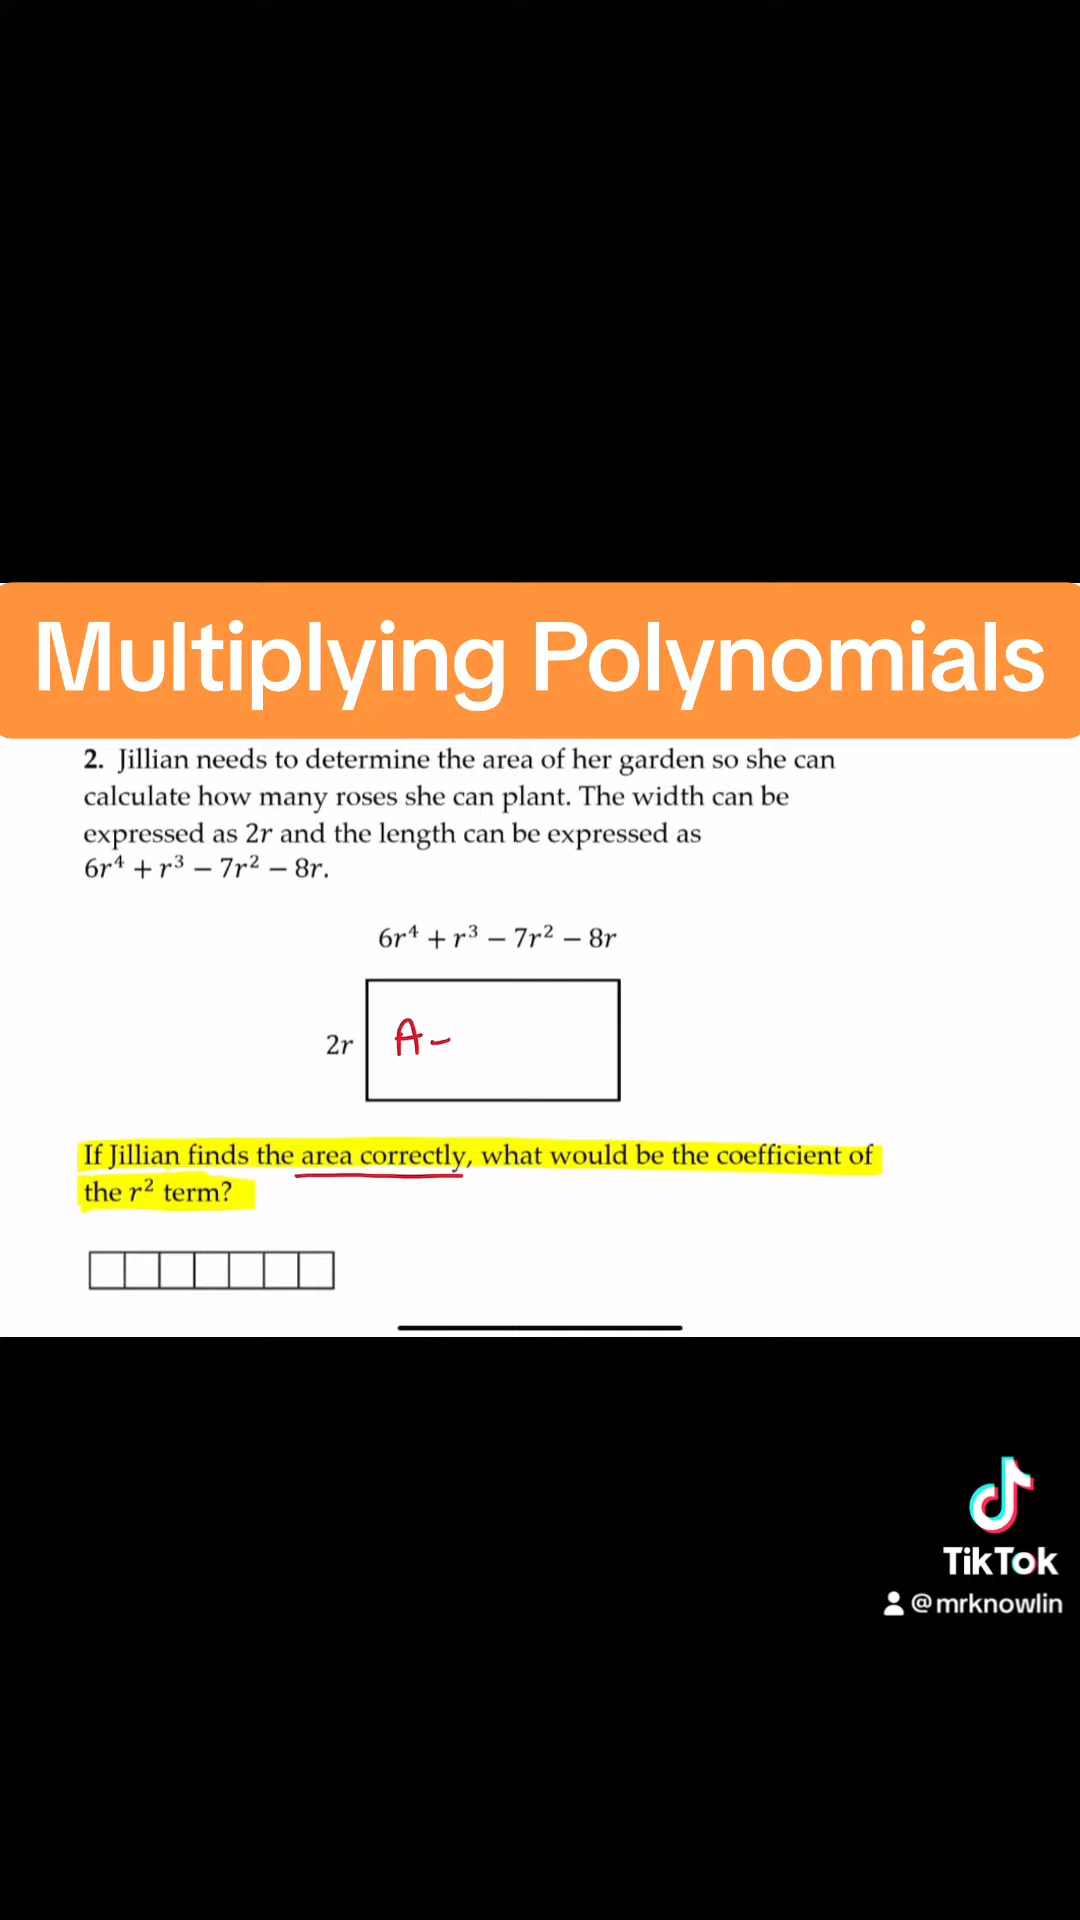 Multiplying Polynomials
2. Jillian needs to determine the area of her garden so she can
calculate how many roses she can plant. The width can be
expressed as 2r and the length can be expressed as
6r⁴ + r³ – 7r² – 8r.
6r⁴ + r³ – 7r² – 8r
2r
A-
If Jillian finds the area correctly, what would be the coefficient of
the r² term?
TikTok
@mrknowlin